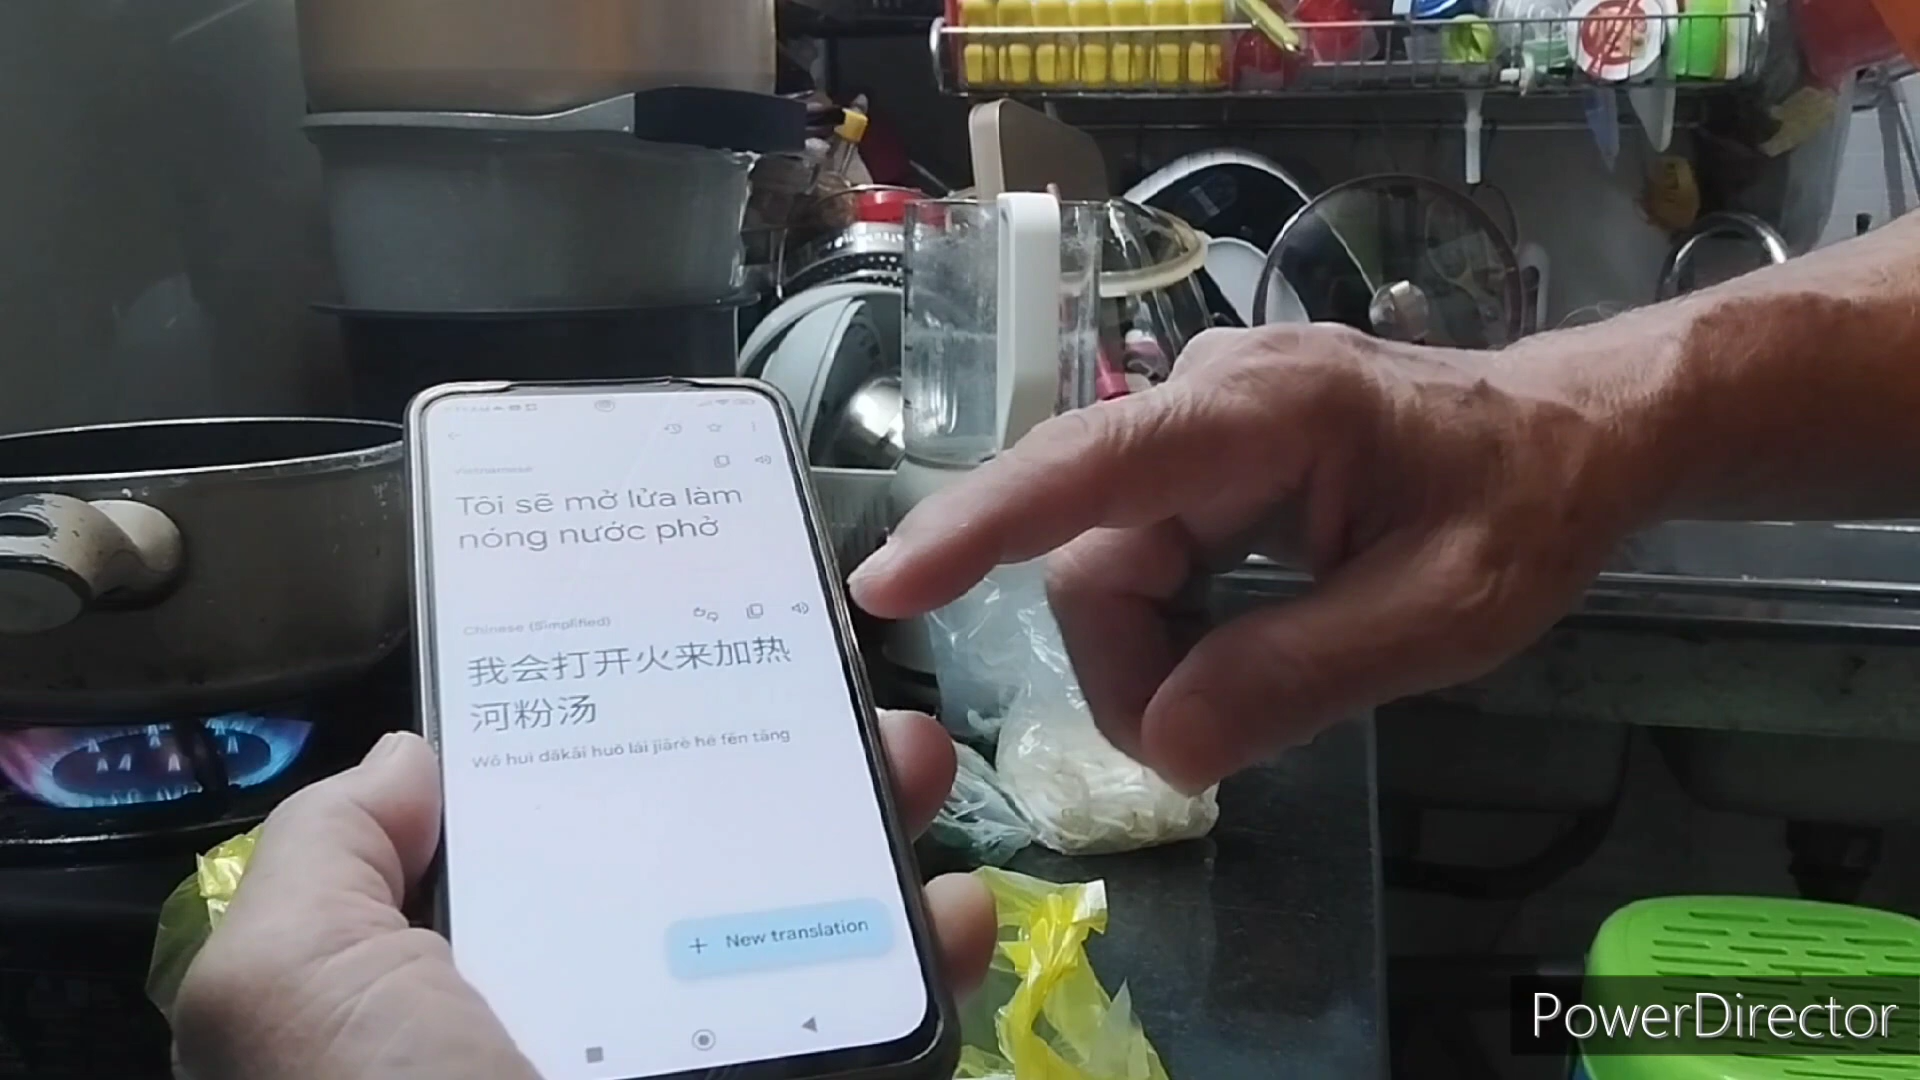 Vietnamese
Tôi sẽ mở lửa làm
nóng nước phở
Chinese (Simplified)
我会打开火来加热
河粉汤
Wǒ huì dǎkāi huǒ lái jiārè hé fěn tāng
+ New translation
PowerDirector